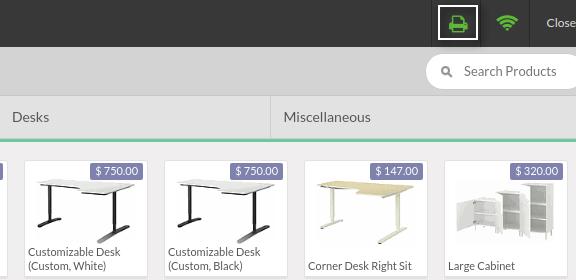 Close
Search Products
Desks
Miscellaneous
$ 750.00
$ 750.00
$ 147.00
$ 320.00
Customizable Desk
(Custom, White)
Customizable Desk
(Custom, Black)
Corner Desk Right Sit
Large Cabinet